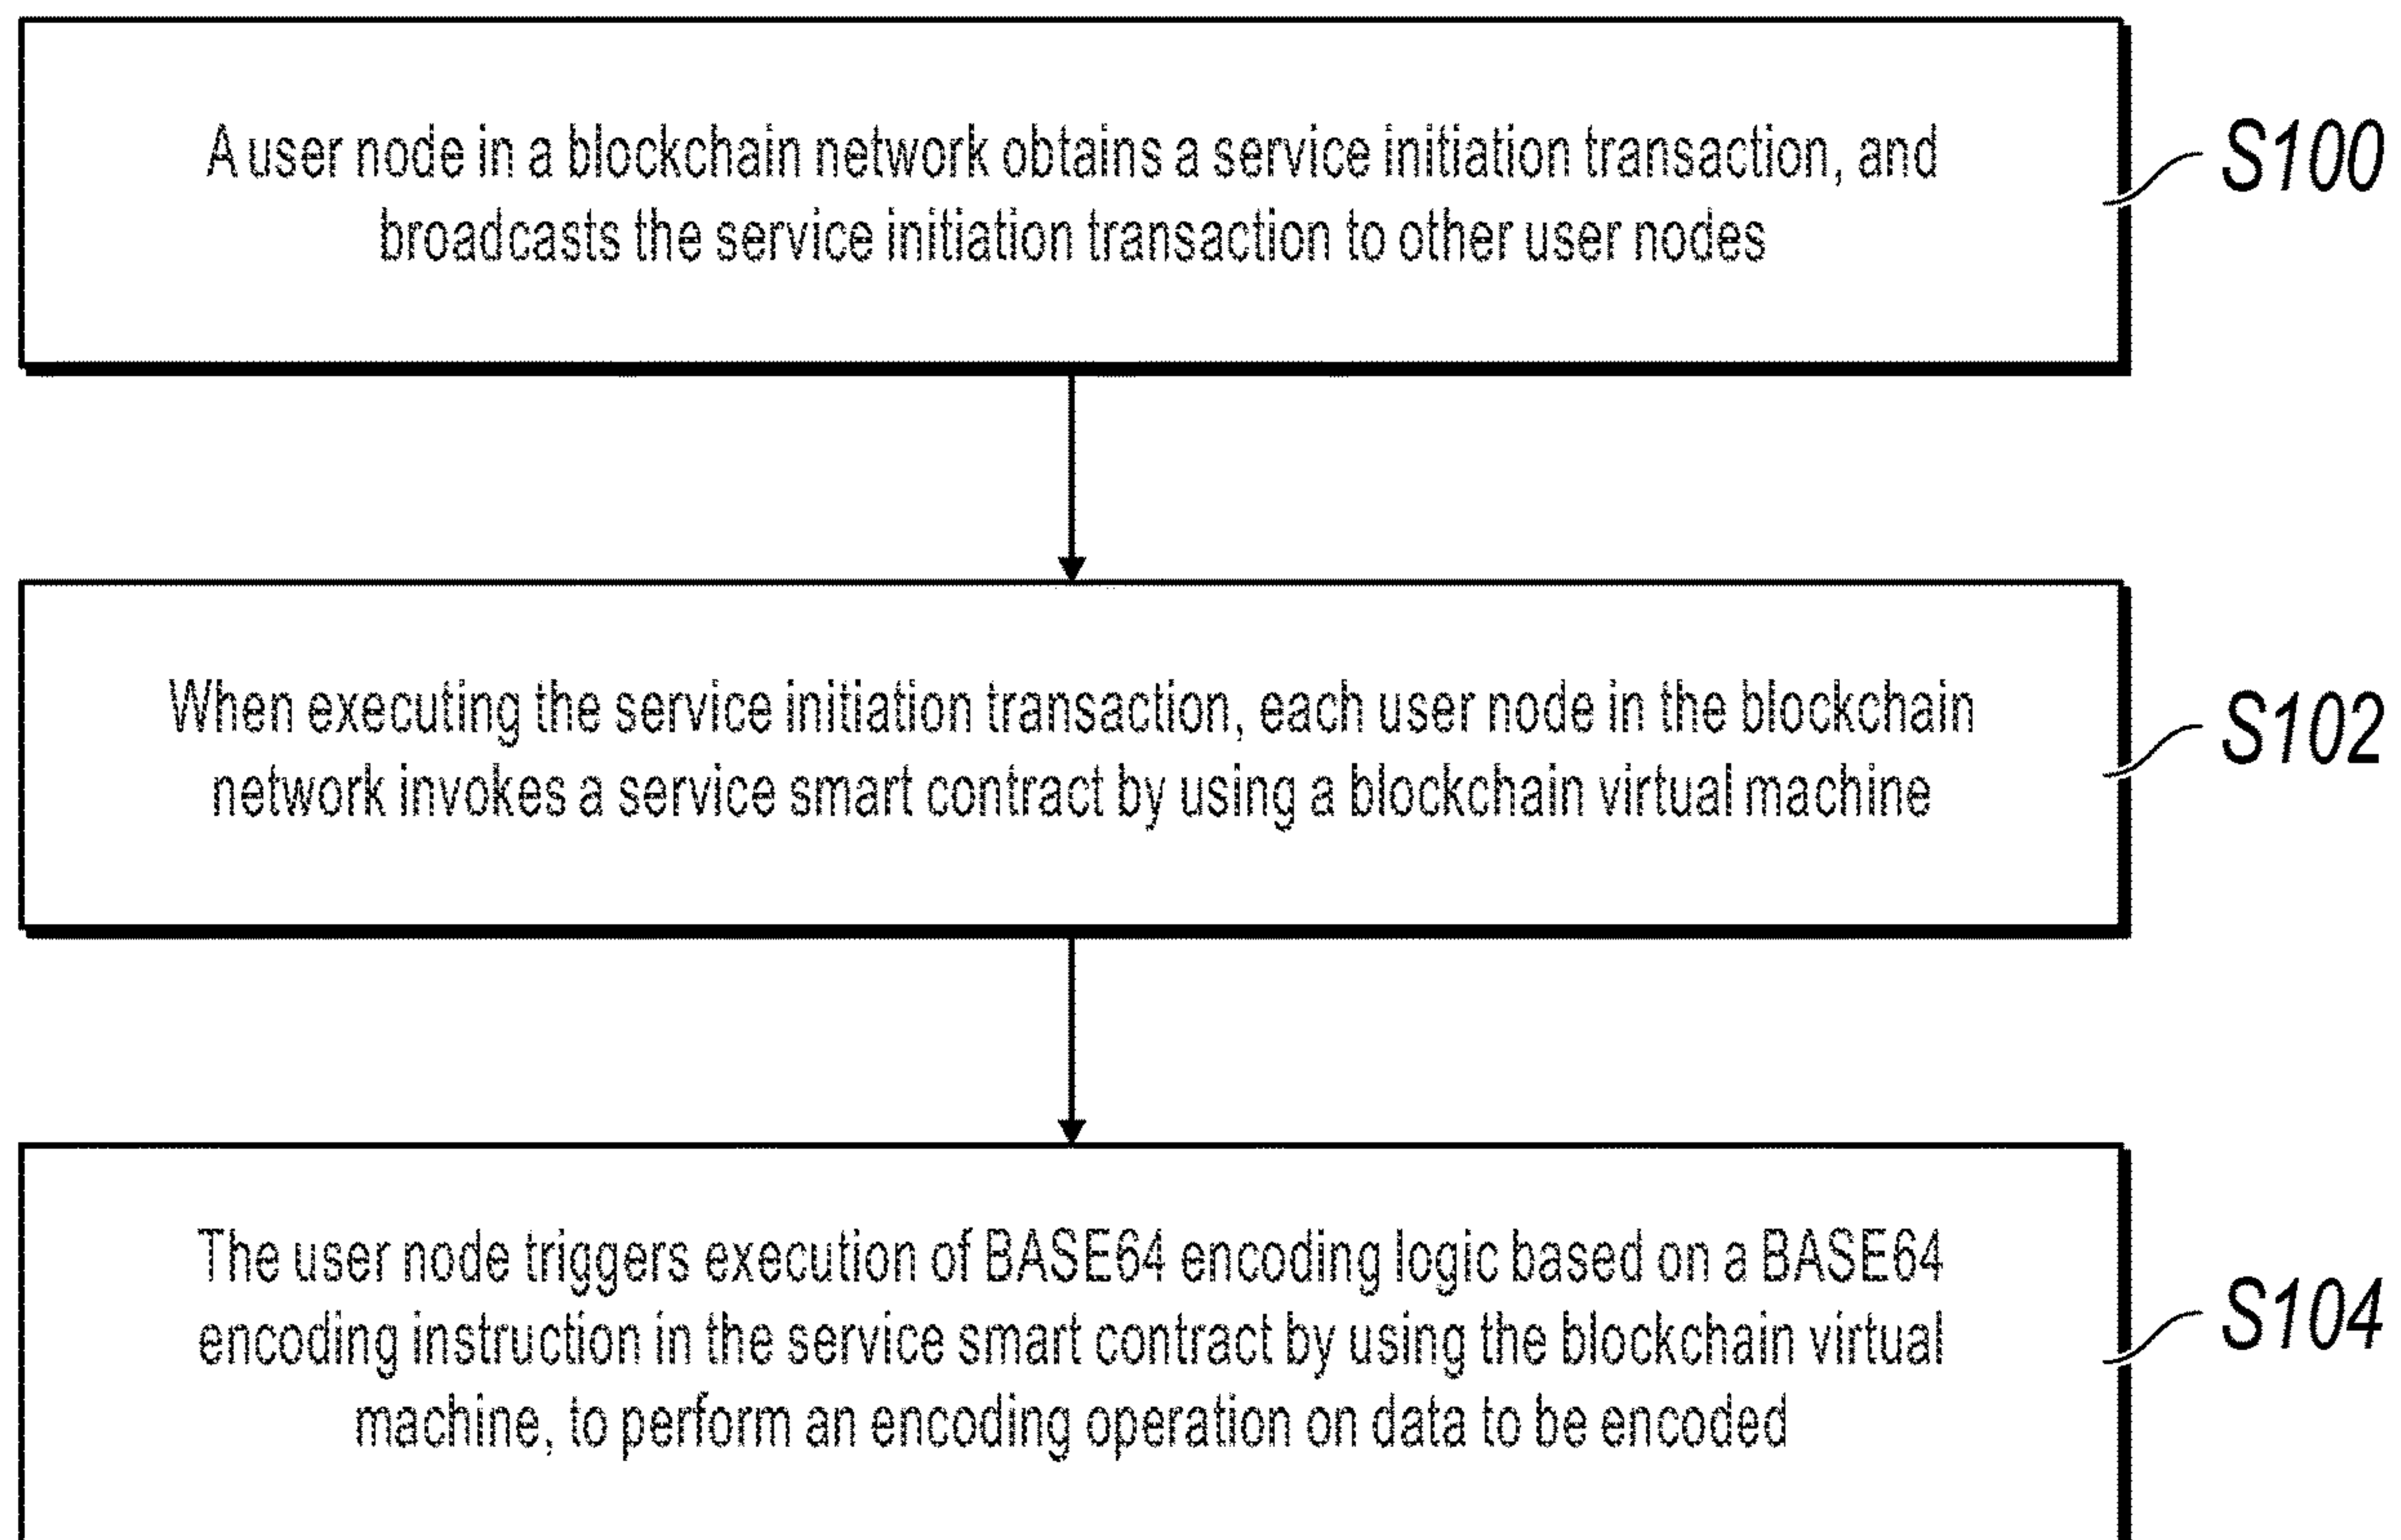 A user node in a blockchain network obtains a service initiation transaction, and
broadcasts the service initiation transaction to other user nodes
S100
When executing the service initiation transaction, each user node in the blockchain
network invokes a service smart contract by using a blockchain virtual machine
S102
The user node triggers execution of BASE64 encoding logic based on a BASE64
encoding instruction in the service smart contract by using the blockchain virtual
machine, to perform an encoding operation on data to be encoded
S104